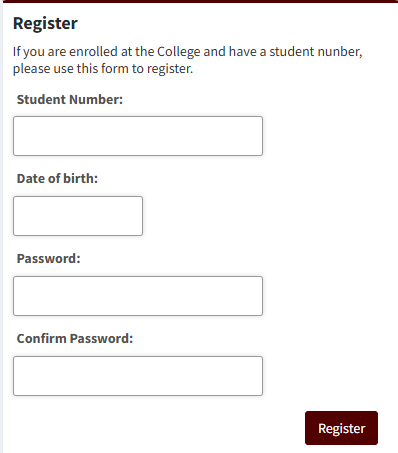 Register
If you are enrolled at the College and have a student nunber,
please use this form to register.
Student Number:
Date of birth:
Password:
Confirm Password:
Register